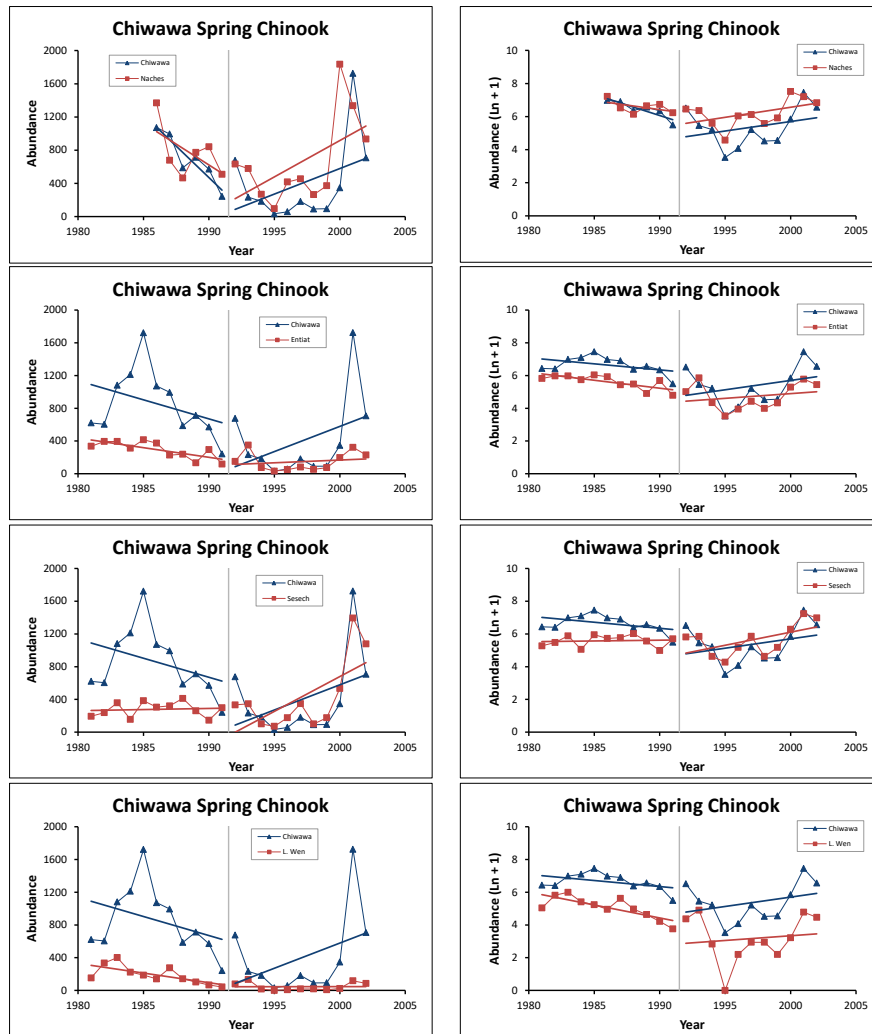 Chiwawa Spring Chinook
2000
1600
1200
800
400
0
1980
1985
1990
1995
2000
2005
Abundance
Year
Chiwawa
Naches
Chiwawa Spring Chinook
10
8
6
4
2
0
1980
1985
1990
1995
2000
2005
Abundance (Ln + 1)
Year
Chiwawa
Naches
Chiwawa Spring Chinook
2000
1600
1200
800
400
0
1980
1985
1990
1995
2000
2005
Abundance
Year
Chiwawa
Entiat
Chiwawa Spring Chinook
10
8
6
4
2
0
1980
1985
1990
1995
2000
2005
Abundance (Ln + 1)
Year
Chiwawa
Entiat
Chiwawa Spring Chinook
2000
1600
1200
800
400
0
1980
1985
1990
1995
2000
2005
Abundance
Year
Chiwawa
Sesech
Chiwawa Spring Chinook
10
8
6
4
2
0
1980
1985
1990
1995
2000
2005
Abundance (Ln + 1)
Year
Chiwawa
Sesech
Chiwawa Spring Chinook
2000
1600
1200
800
400
0
1980
1985
1990
1995
2000
2005
Abundance
Year
Chiwawa
L. Wen
Chiwawa Spring Chinook
10
8
6
4
2
0
1980
1985
1990
1995
2000
2005
Abundance (Ln + 1)
Year
Chiwawa
L. Wen